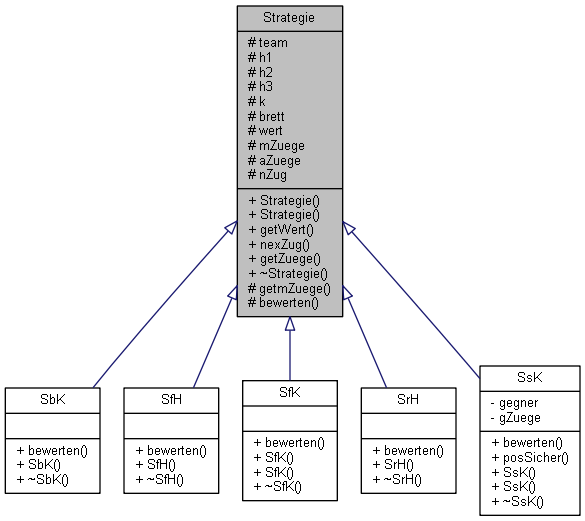 Strategie
# team
# h1
# h2
# h3
# k
# brett
# wert
# mZuege
# aZuege
# nZug
+ Strategie()
+ Strategie()
+ getWert()
+ nexZug()
+ getZuege()
+ ~Strategie()
# getmZuege()
# bewerten()
SbK
+ bewerten()
+ SbK()
+ ~SbK()
SfH
+ bewerten()
+ SfH()
+ ~SfH()
SfK
+ bewerten()
+ SfK()
+ SfK()
+ ~SfK()
SrH
+ bewerten()
+ SrH()
+ ~SrH()
SsK
- gegner
- gZuege
+ bewerten()
+ posSicher()
+ SsK()
+ SsK()
+ ~SsK()